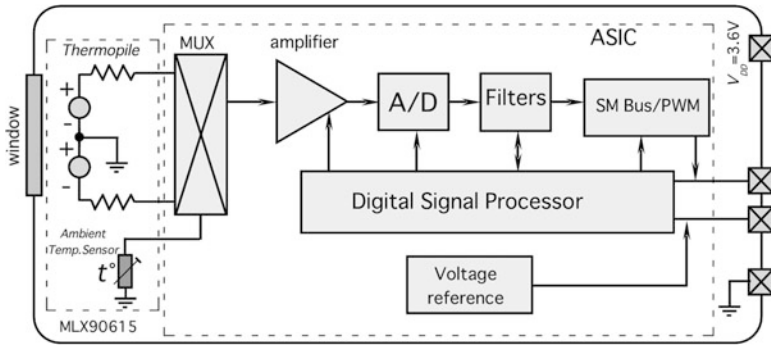 Thermopile
MUX
amplifier
ASIC
V_DD=3.6V
window
+
-
+
-
A/D
Filters
SM Bus/PWM
Digital Signal Processor
Ambient
Temp.Sensor
t°
Voltage
reference
MLX90615